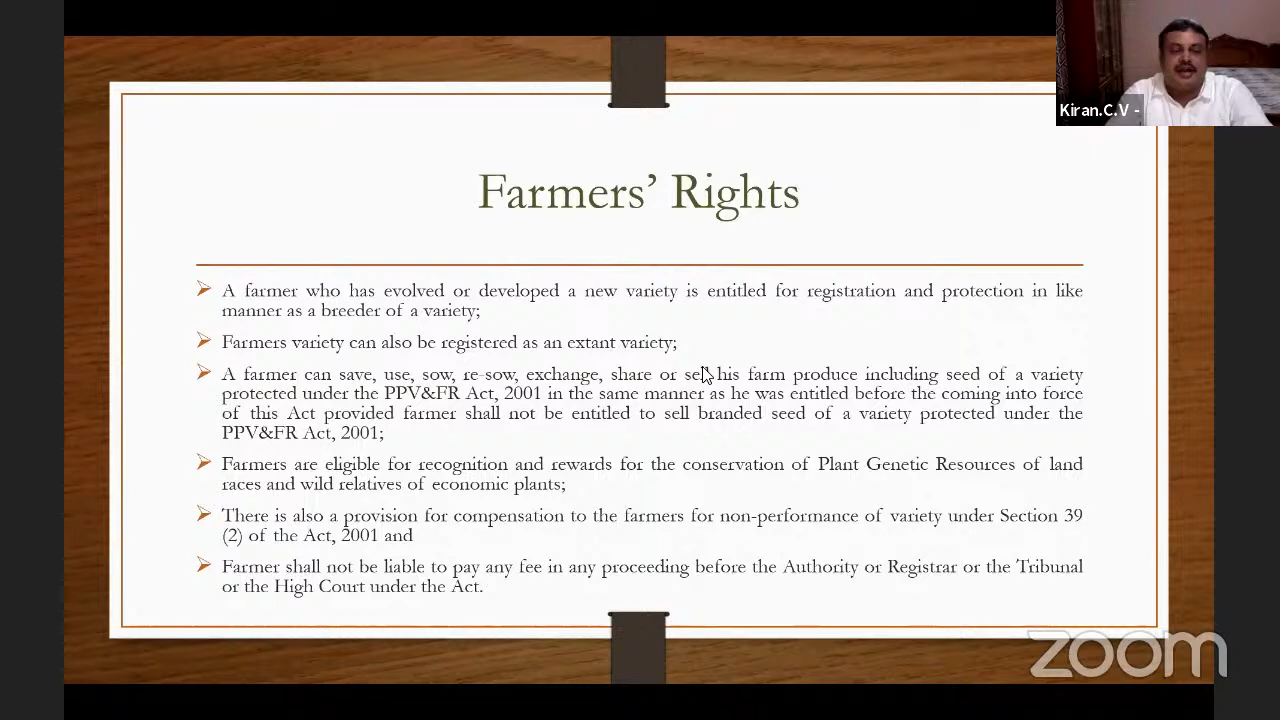 Kiran.C.V -
Farmers’ Rights
A farmer who has evolved or developed a new variety is entitled for registration and protection in like
manner as a breeder of a variety;
Farmers variety can also be registered as an extant variety;
A farmer can save, use, sow, re-sow, exchange, share or sell his farm produce including seed of a variety
protected under the PPV&FR Act, 2001 in the same manner as he was entitled before the coming into force
of this Act provided farmer shall not be entitled to sell branded seed of a variety protected under the
PPV&FR Act, 2001;
Farmers are eligible for recognition and rewards for the conservation of Plant Genetic Resources of land
races and wild relatives of economic plants;
There is also a provision for compensation to the farmers for non-performance of variety under Section 39
(2) of the Act, 2001 and
Farmer shall not be liable to pay any fee in any proceeding before the Authority or Registrar or the Tribunal
or the High Court under the Act.
zoom